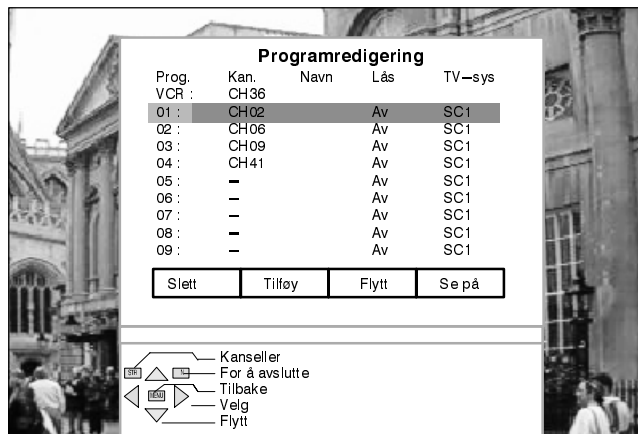 Programredigering
Prog. Kan. Navn Lås TV-sys
VCR : CH36
01 : CH02 Av SC1
02 : CH06 Av SC1
03 : CH09 Av SC1
04 : CH41 Av SC1
05 : – Av SC1
06 : – Av SC1
07 : – Av SC1
08 : – Av SC1
09 : – Av SC1
Slett Tilføy Flytt Se på
Kanseller
STR N For å avslutte
MENU Tilbake
Velg
Flytt